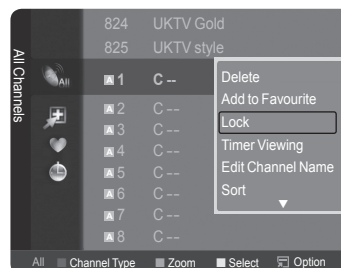 824 UKTV Gold
825 UKTV style
All Channels
All
A 1 C --
A 2 C --
A 3 C --
A 4 C --
A 5 C --
A 6 C --
A 7 C --
A 8 C --
Delete
Add to Favourite
Lock
Timer Viewing
Edit Channel Name
Sort
All Channel Type Zoom Select Option